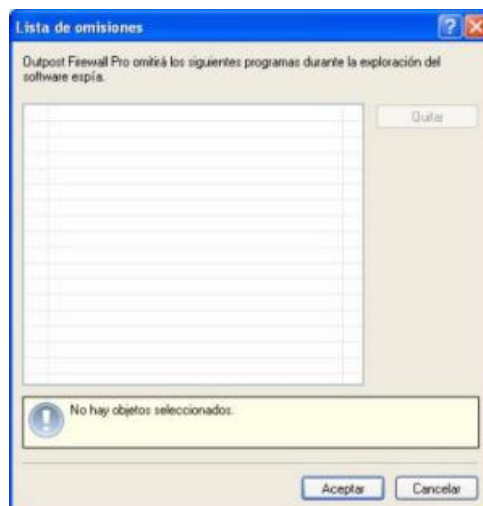 Lista de omisiones
Outpost Firewall Pro omitirá los siguientes programas durante la exploración del
software espía.
Quitar
No hay objetos seleccionados.
Aceptar
Cancelar